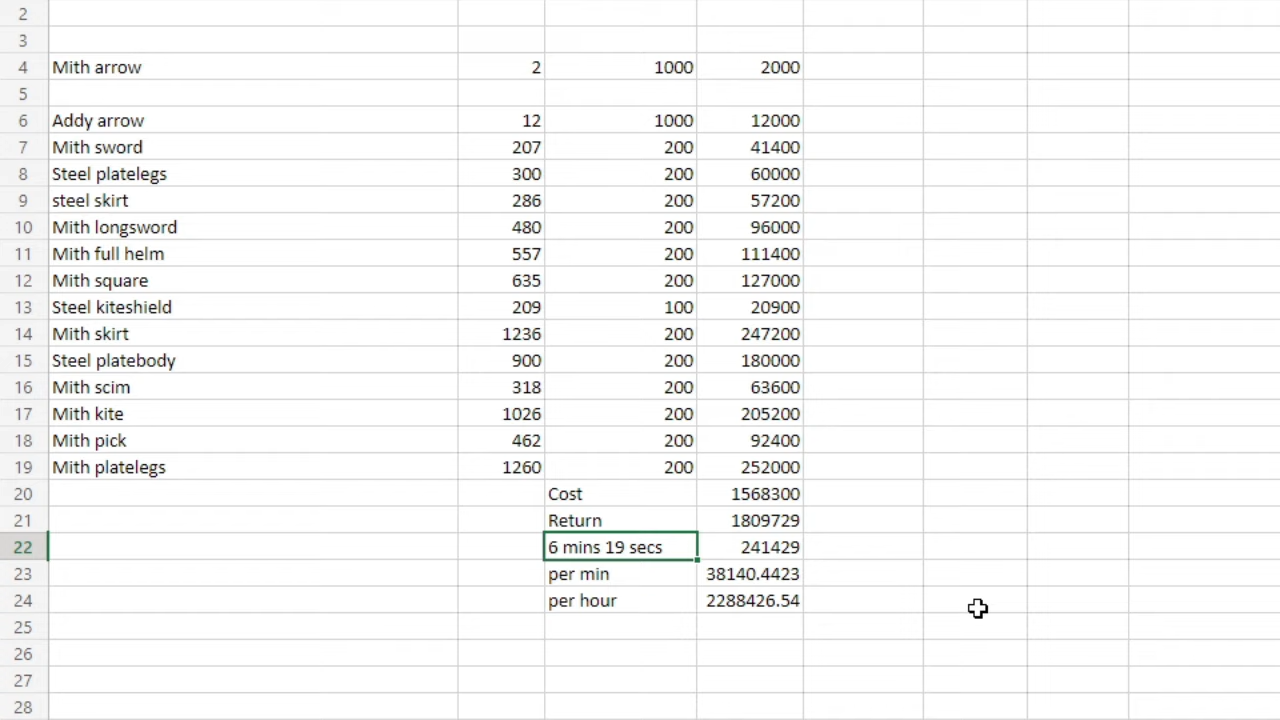 2
3
4 Mith arrow 2 1000 2000
5
6 Addy arrow 12 1000 12000
7 Mith sword 207 200 41400
8 Steel platelegs 300 200 60000
9 steel skirt 286 200 57200
10 Mith longsword 480 200 96000
11 Mith full helm 557 200 111400
12 Mith square 635 200 127000
13 Steel kiteshield 209 100 20900
14 Mith skirt 1236 200 247200
15 Steel platebody 900 200 180000
16 Mith scim 318 200 63600
17 Mith kite 1026 200 205200
18 Mith pick 462 200 92400
19 Mith platelegs 1260 200 252000
20 Cost 1568300
21 Return 1809729
22 6 mins 19 secs 241429
23 per min 38140.4423
24 per hour 2288426.54
25
26
27
28